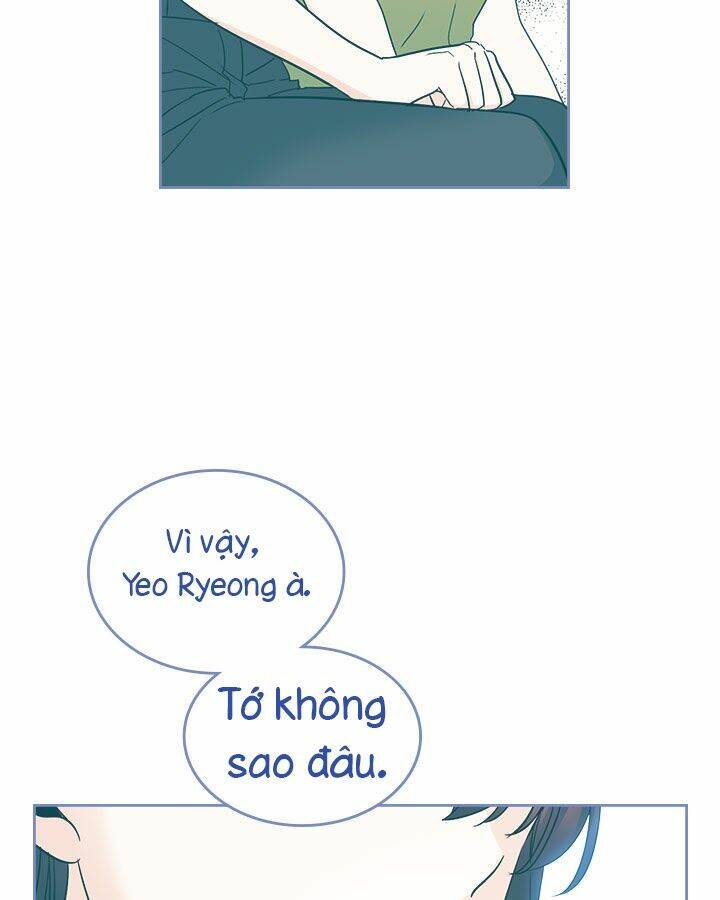 Vì vậy,
Yeo Ryeong à.
Tớ không
sao đâu.